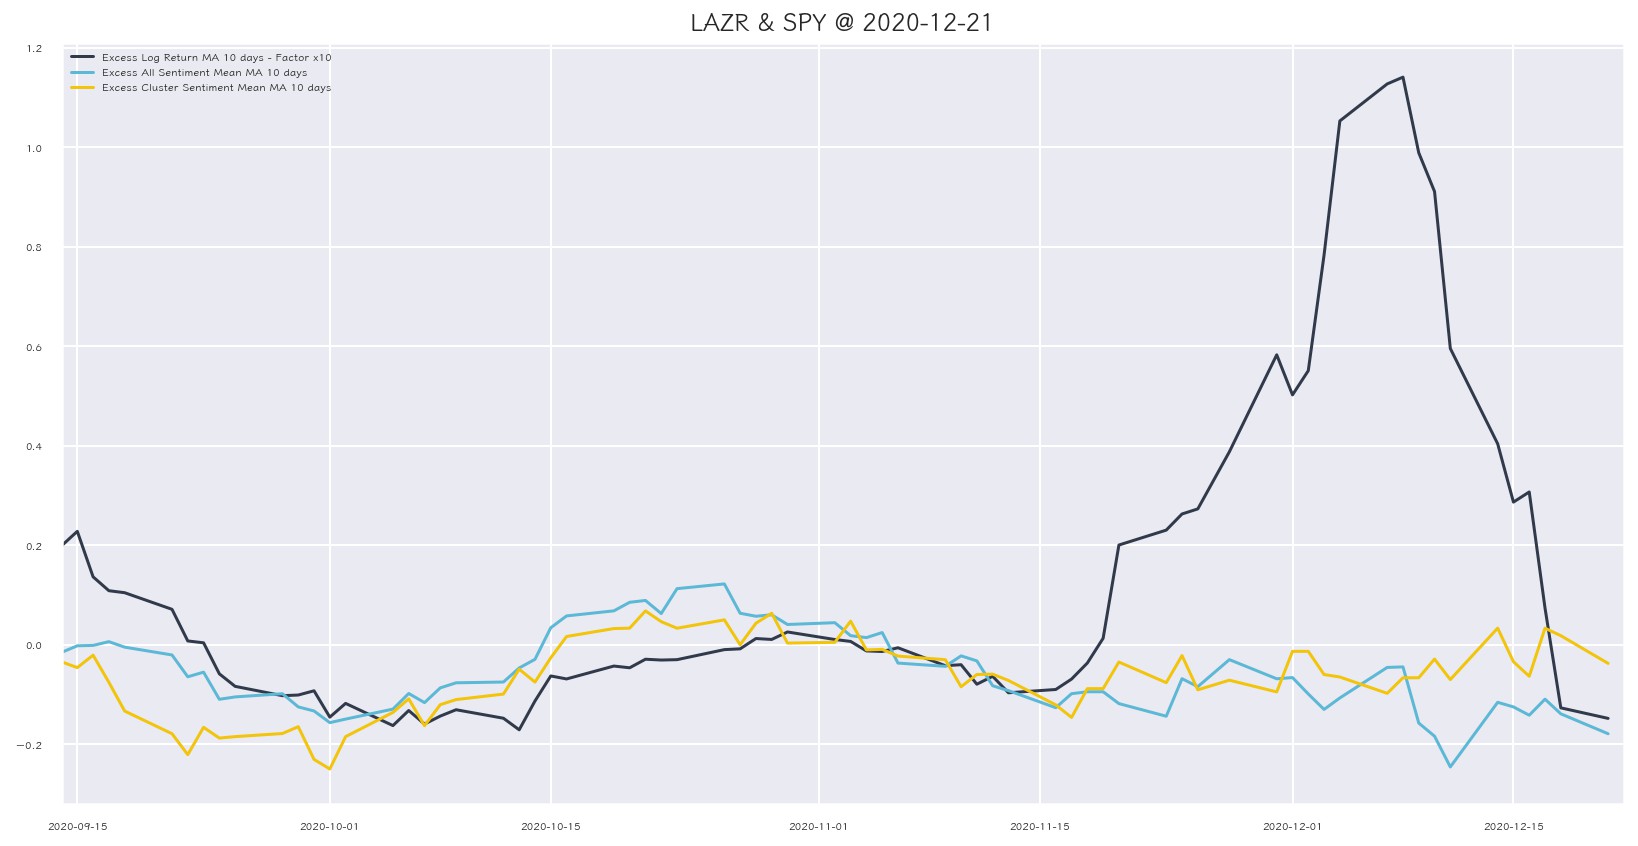 LAZR & SPY @ 2020-12-21
1.2
Excess Log Return MA 10 days - Factor x10
Excess All Sentiment Mean MA 10 days
Excess Cluster Sentiment Mean MA 10 days
1.0
0.8
0.6
0.4
0.2
0.0
−0.2
2020-09-15 2020-10-01 2020-10-15 2020-11-01 2020-11-15 2020-12-01 2020-12-15